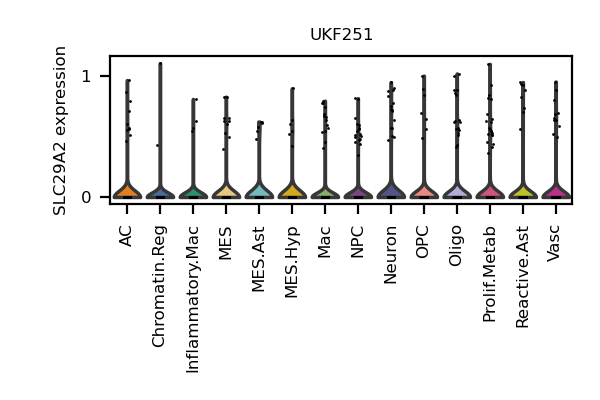 UKF251
SLC29A2 expression
1
0
AC
Chromatin.Reg
Inflammatory.Mac
MES
MES.Ast
MES.Hyp
Mac
NPC
Neuron
OPC
Oligo
Prolif.Metab
Reactive.Ast
Vasc